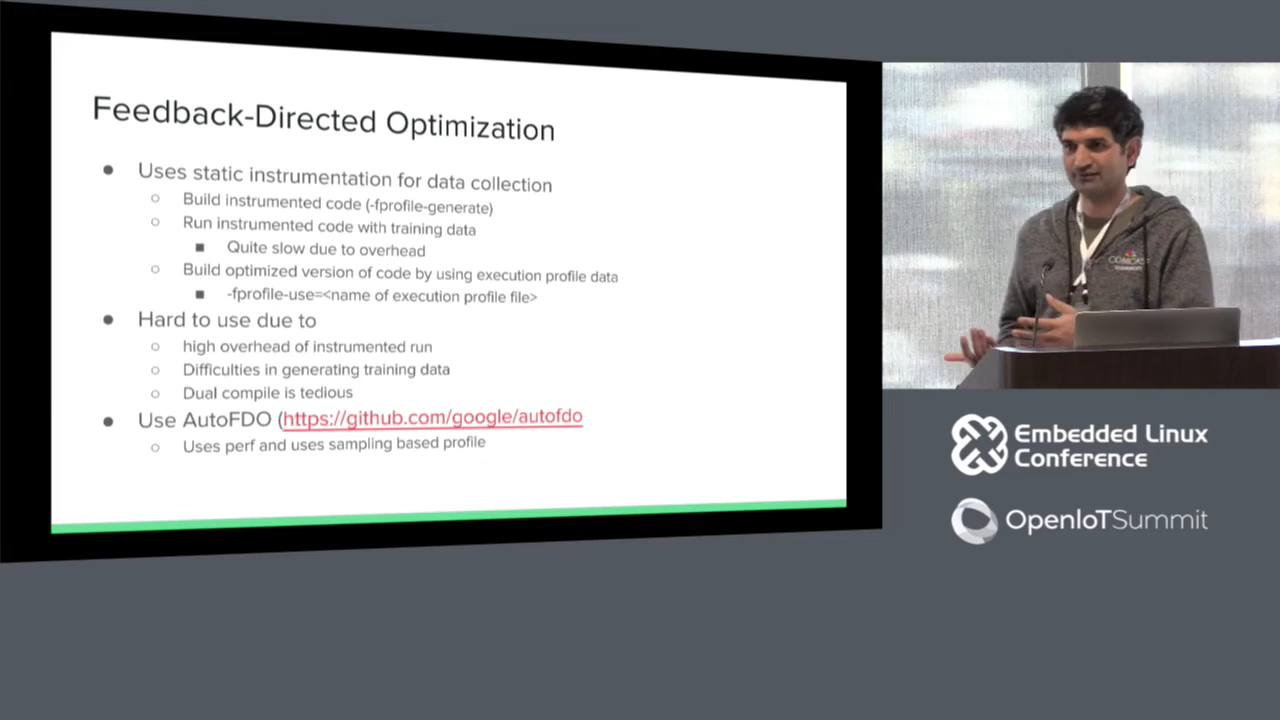 Feedback-Directed Optimization
● Uses static instrumentation for data collection
○ Build instrumented code (-fprofile-generate)
○ Run instrumented code with training data
■ Quite slow due to overhead
○ Build optimized version of code by using execution profile data
■ -fprofile-use=<name of execution profile file>
● Hard to use due to
○ high overhead of instrumented run
○ Difficulties in generating training data
○ Dual compile is tedious
● Use AutoFDO (https://github.com/google/autofdo
○ Uses perf and uses sampling based profile
COMCAST
Embedded Linux
Conference
OpenIoTSummit